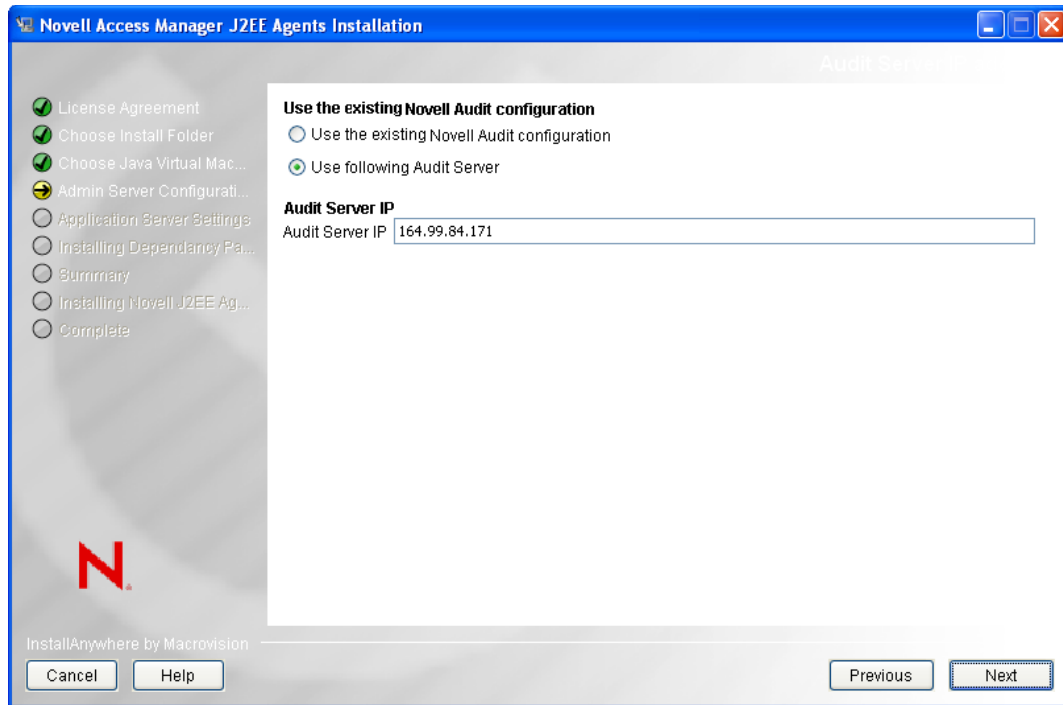 Novell Access Manager J2EE Agents Installation
Audit Server
License Agreement
Choose Install Folder
Choose Java Virtual Mac...
Admin Server Configurati...
Application Server Settings
Installing Dependancy Pa...
Summary
Installing Novell J2EE Ag...
Complete
Use the existing Novell Audit configuration
Use the existing Novell Audit configuration
Use following Audit Server
Audit Server IP
Audit Server IP 164.99.84.171
N
InstallAnywhere by Macrovision
Cancel Help Previous Next